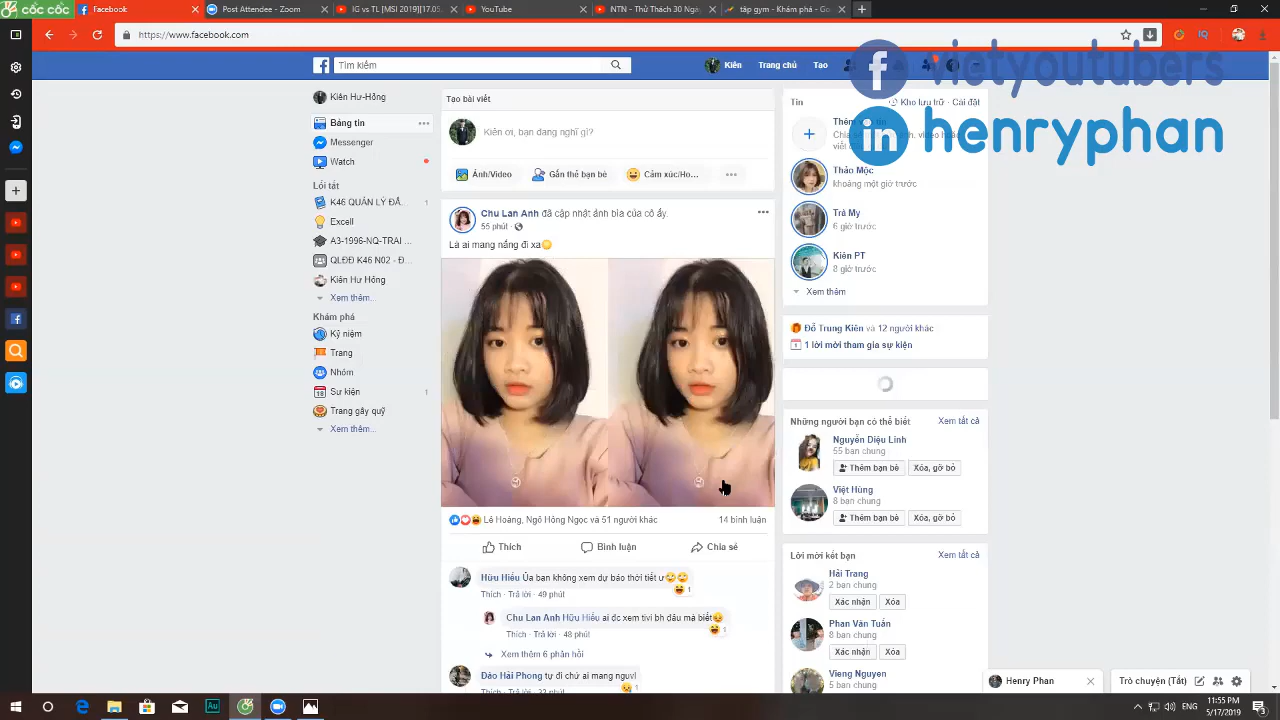 cốc cốc
Facebook
Post Attendee - Zoom
IG vs TL [MSI 2019][17.05
YouTube
iNTN - Thử Thách 30 Ngày
tập gym - Khám phá - Go
https://www.facebook.com
vietyoutubers
henryphan
Tìm kiếm
Kiên
Trang chủ
Tạo
Kiên Hư-Hỏng
Bảng tin
Messenger
Watch
Lối tắt
K46 QUẢN LÝ ĐẤ... 1
Excell
A3-1996-NQ-TRAI ...
QLĐĐ K46 N02 - Đ...
Kiên Hư Hỏng
Xem thêm...
Khám phá
Kỷ niệm
Trang
Nhóm
Sự kiện 1
Trang gây quỹ
Xem thêm...
Tạo bài viết
Kiên ơi, bạn đang nghĩ gì?
Ảnh/Video
Gắn thẻ bạn bè
Cảm xúc/Ho...
Chu Lan Anh đã cập nhật ảnh bìa của cô ấy.
55 phút
Là ai mang nắng đi xa
Lê Hoàng, Ngô Hồng Ngọc và 51 người khác
14 bình luận
Thích
Bình luận
Chia sẻ
Hữu Hiếu Ủa bạn không xem dự báo thời tiết ư
1
Thích · Trả lời · 49 phút
Chu Lan Anh Hữu Hiếu ai đc xem tivi bh đâu mà biết
Thích · Trả lời · 48 phút
Xem thêm 6 phản hồi
Đào Hải Phong tự đi chứ ai mang nguvl
1
Thích · Trả lời · 32 phút
Tin
Kho lưu trữ · Cài đặt
Thảo Mộc
khoảng một giờ trước
Trà My
6 giờ trước
Kiên PT
8 giờ trước
Xem thêm
Đỗ Trung Kiên và 12 người khác
1 lời mời tham gia sự kiện
Những người bạn có thể biết
Xem tất cả
Nguyễn Diệu Linh
55 bạn chung
Thêm bạn bè
Xóa, gỡ bỏ
Việt Hùng
8 bạn chung
Thêm bạn bè
Xóa, gỡ bỏ
Lời mời kết bạn
Xem tất cả
Hải Trang
2 bạn chung
Xác nhận
Xóa
Phan Văn Tuấn
8 bạn chung
Xác nhận
Xóa
Vieng Nguyen
5 bạn chung
Henry Phan
Trò chuyện (Tắt)
ENG
11:55 PM
5/17/2019